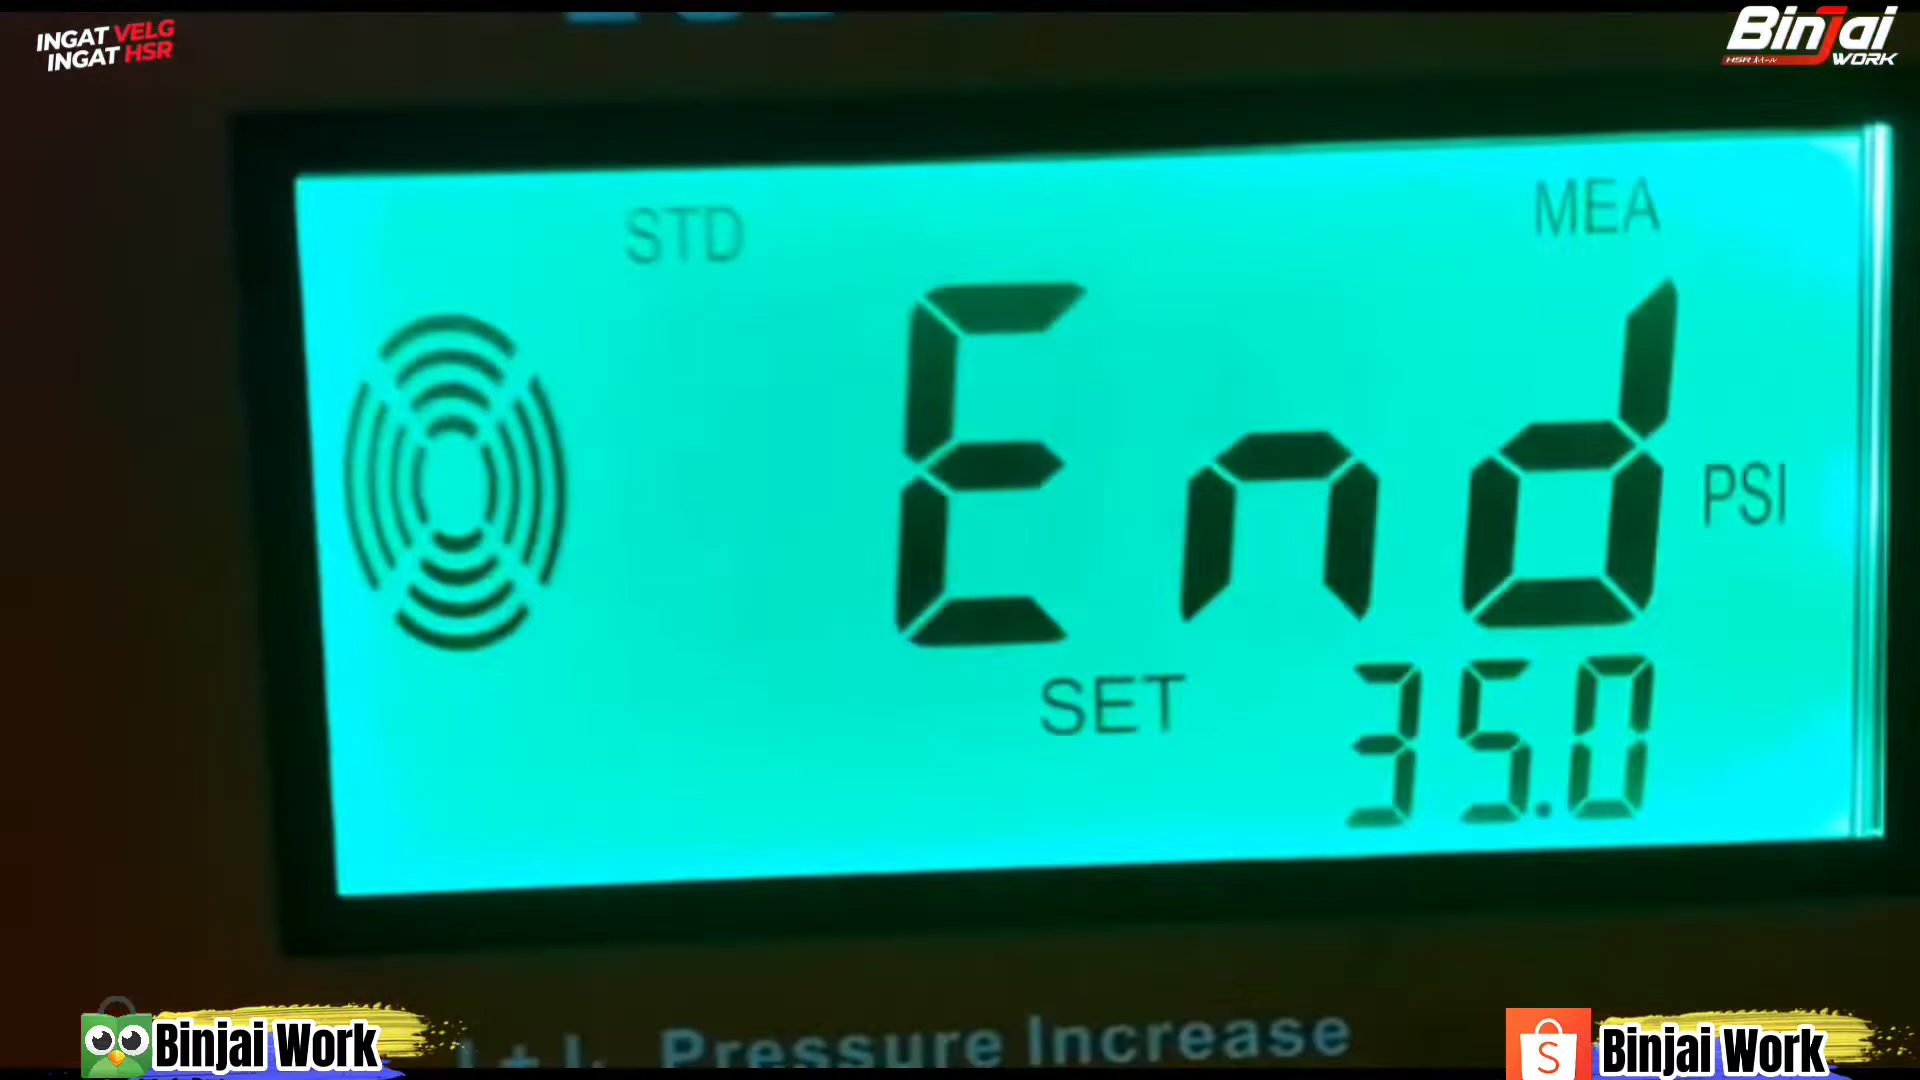 INGAT VELG
INGAT HSR
Binjai
WORK
STD
MEA
End
PSI
SET
35.0
Pressure Increase
Binjai Work
Binjai Work